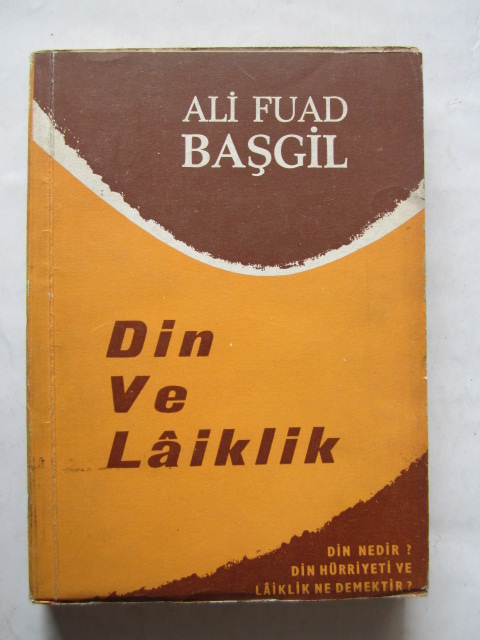 ALİ FUAD
BAŞGİL
Din
Ve
Lâiklik
DİN NEDİR ?
DİN HÜRRİYETİ VE
LÂİKLİK NE DEMEKTİR ?